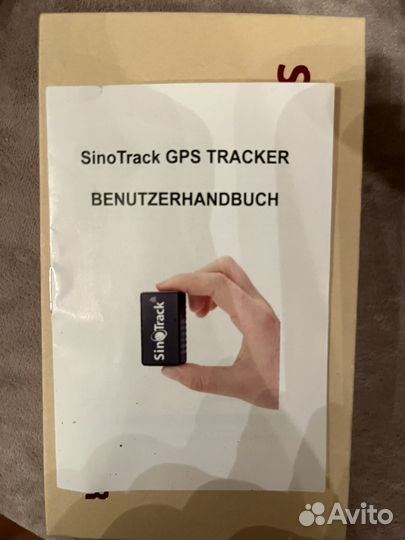 S
SinoTrack GPS TRACKER
BENUTZERHANDBUCH
SinoTrack
Avito